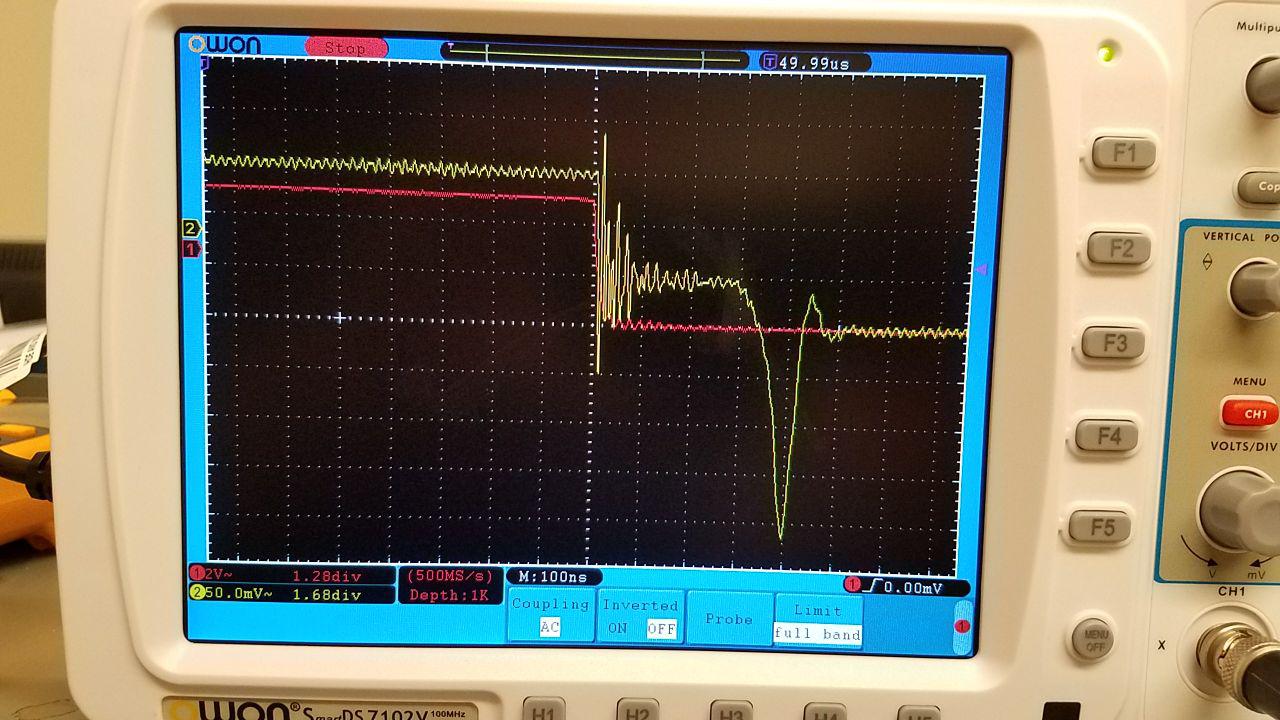 owon
Stop
T 49.99us
T
2
1
1 2V~ 1.28div
2 50.0mV~ 1.68div
(500MS/s)
Depth:1K
M:100ns
1 0.00mV
Coupling
AC
Inverted
ON OFF
Probe
Limit
full band
1
F1
F2
F3
F4
F5
MENU
OFF
Multipu
Cop
VERTICAL PO
MENU
CH1
VOLTS/DIV
V mV
CH1
X
owon® SmartDS7102V 100MHz
H1
H2
H3
H4
H5